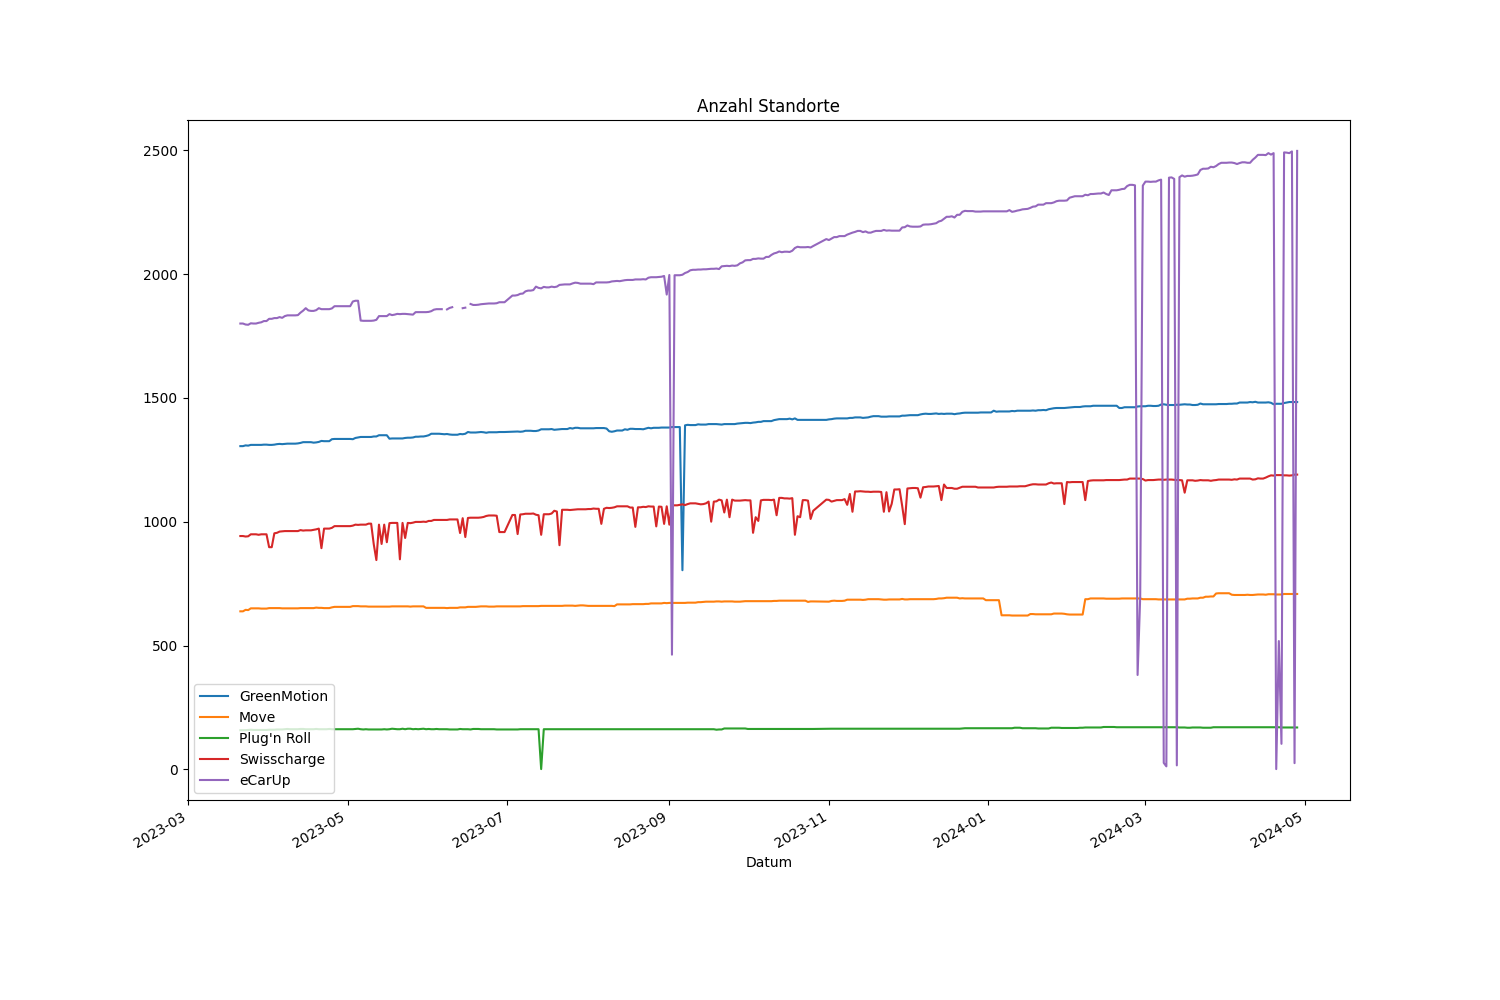 Anzahl Standorte
2500
2000
1500
1000
500
0
GreenMotion
Move
Plug'n Roll
Swisscharge
eCarUp
2023-03
2023-05
2023-07
2023-09
2023-11
2024-01
2024-03
2024-05
Datum